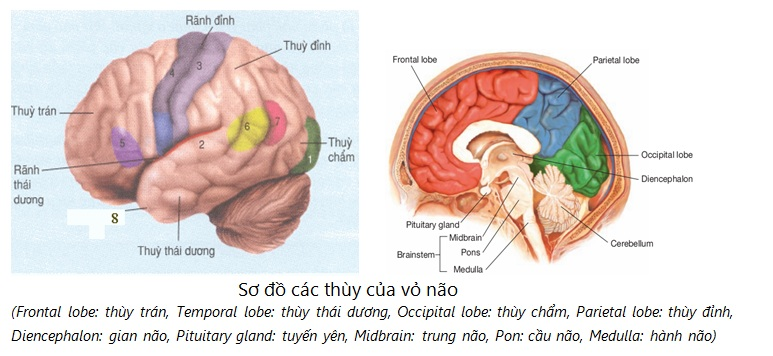 Rãnh đỉnh
Thuỳ đỉnh
4
3
Thuỳ trán
5
2
6
7
1
Thuỳ
chẩm
Rãnh
thái
dương
8
Thuỳ thái dương
Frontal lobe
Parietal lobe
Occipital lobe
Diencephalon
Pituitary gland
Midbrain
Brainstem
Pons
Medulla
Cerebellum
Sơ đồ các thùy của vỏ não
(Frontal lobe: thùy trán, Temporal lobe: thùy thái dương, Occipital lobe: thùy chẩm, Parietal lobe: thùy đỉnh,
Diencephalon: gian não, Pituitary gland: tuyến yên, Midbrain: trung não, Pon: cầu não, Medulla: hành não)